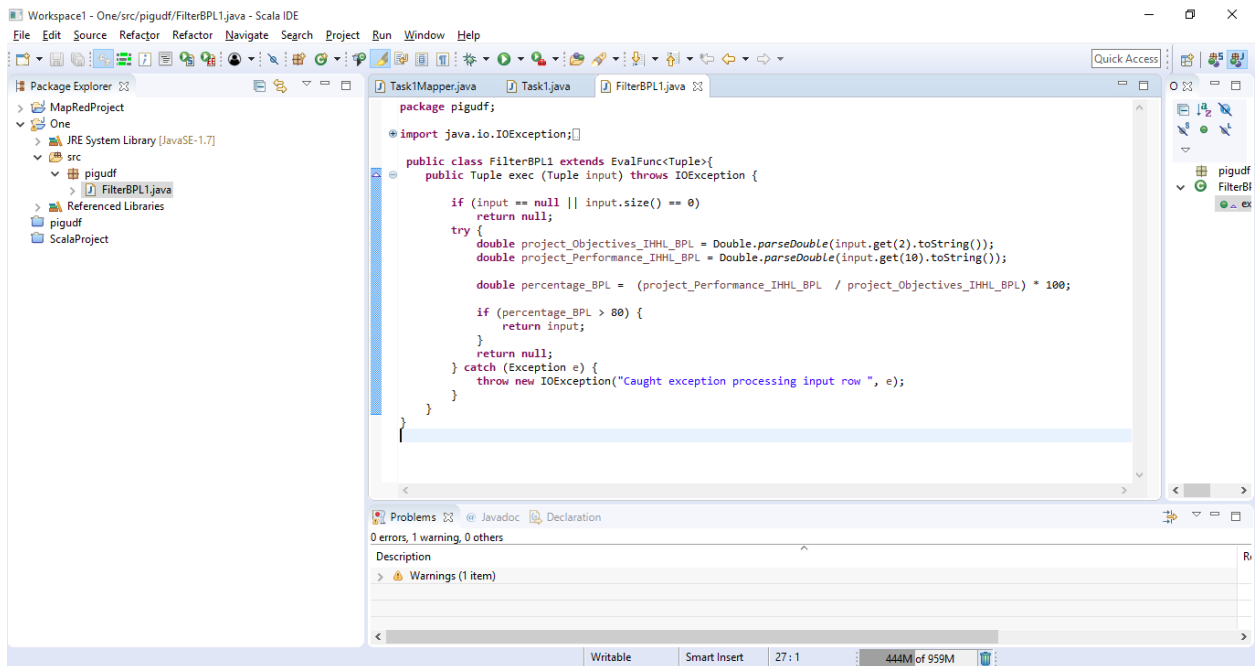 Workspace1 - One/src/pigudf/FilterBPL1.java - Scala IDE
File Edit Source Refactor Refactor Navigate Search Project Run Window Help
Quick Access
Package Explorer
MapRedProject
One
JRE System Library [JavaSE-1.7]
src
pigudf
FilterBPL1.java
Referenced Libraries
pigudf
ScalaProject
Task1Mapper.java Task1.java FilterBPL1.java
package pigudf;
import java.io.IOException;
public class FilterBPL1 extends EvalFunc<Tuple>{
public Tuple exec (Tuple input) throws IOException {
if (input == null || input.size() == 0)
return null;
try {
double project_Objectives_IHHL_BPL = Double.parseDouble(input.get(2).toString());
double project_Performance_IHHL_BPL = Double.parseDouble(input.get(10).toString());
double percentage_BPL =  (project_Performance_IHHL_BPL  / project_Objectives_IHHL_BPL) * 100;
if (percentage_BPL > 80) {
return input;
}
return null;
} catch (Exception e) {
throw new IOException("Caught exception processing input row ", e);
}
}
}
O
pigudf
FilterBP
ex
Problems @ Javadoc Declaration
0 errors, 1 warning, 0 others
Description
Warnings (1 item)
Writable Smart Insert 27 : 1 444M of 959M